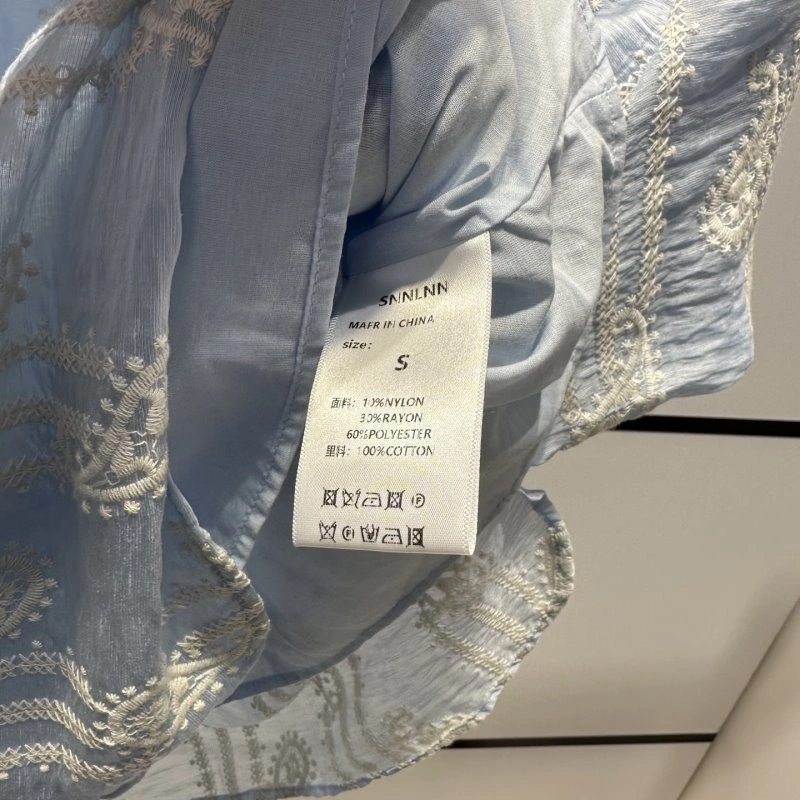 SNNLNN
MAFR IN CHINA
size:
S
面料: 10%NYLON
30%RAYON
60%POLYESTER
里料: 100%COTTON
F
F